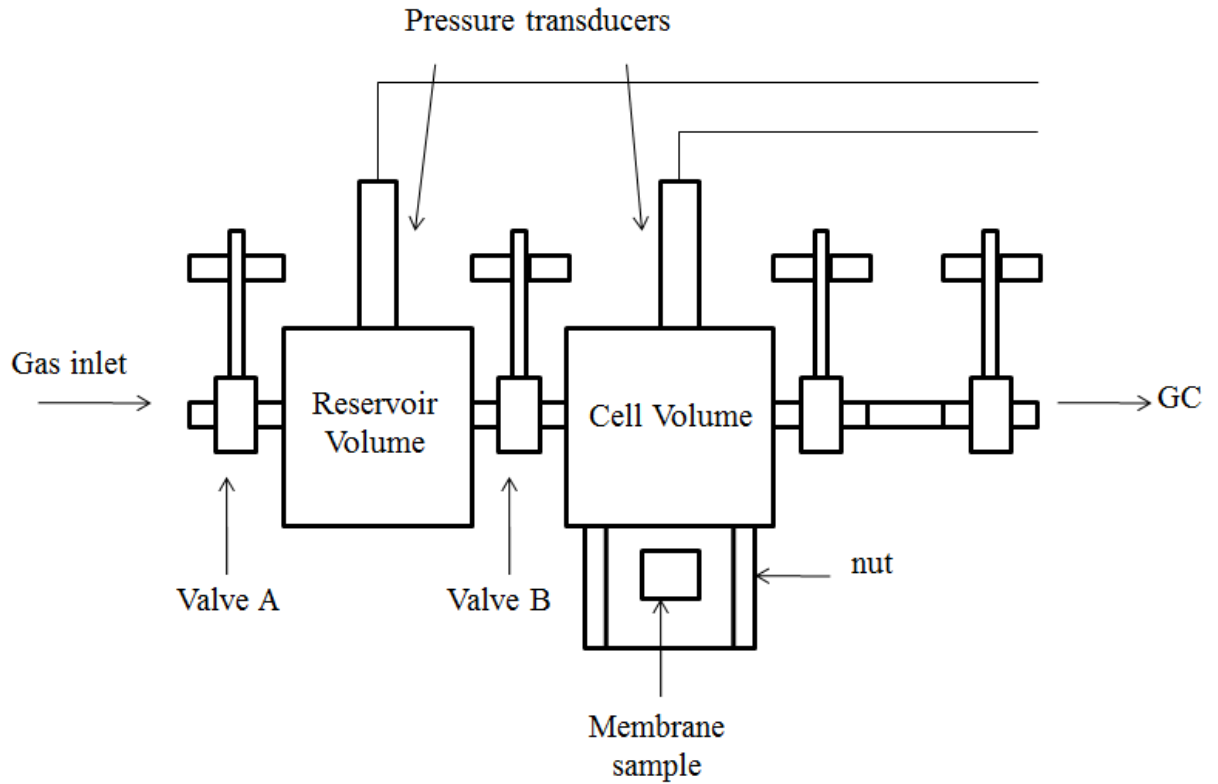 Pressure transducers
Gas inlet
Reservoir
Volume
Cell Volume
GC
Valve A
Valve B
nut
Membrane
sample